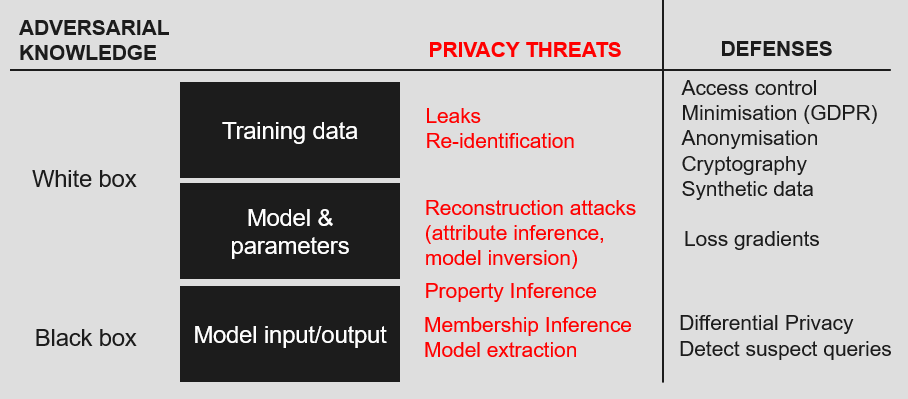 ADVERSARIAL
KNOWLEDGE
PRIVACY THREATS
DEFENSES
White box
Training data
Leaks
Re-identification
Access control
Minimisation (GDPR)
Anonymisation
Cryptography
Synthetic data
Model &
parameters
Reconstruction attacks
(attribute inference,
model inversion)
Loss gradients
Property Inference
Black box
Model input/output
Membership Inference
Model extraction
Differential Privacy
Detect suspect queries